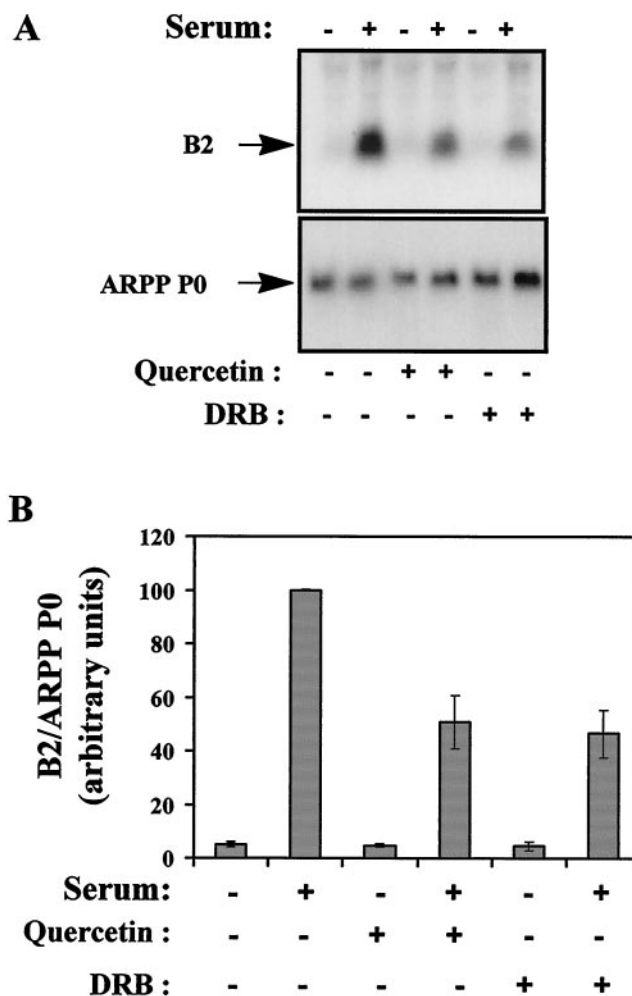 A
Serum: - + - + - +
B2
ARPP P0
Quercetin : - - + + - -
DRB : - - - - + +
B
B2/ARPP P0
(arbitrary units)
120
100
80
60
40
20
0
Serum: - + - + - +
Quercetin : - - + + - -
DRB : - - - - + +